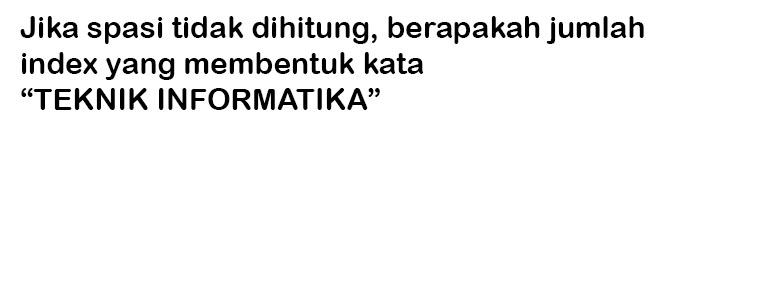 Jika spasi tidak dihitung, berapakah jumlah
index yang membentuk kata
“TEKNIK INFORMATIKA”